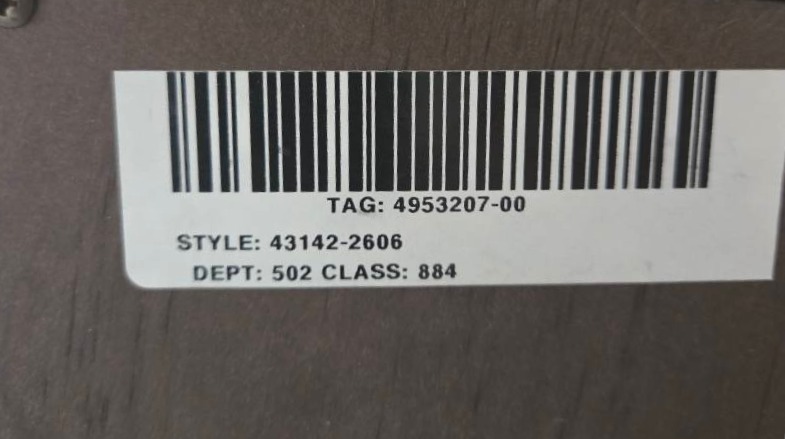 TAG: 4953207-00
STYLE: 43142-2606
DEPT: 502 CLASS: 884